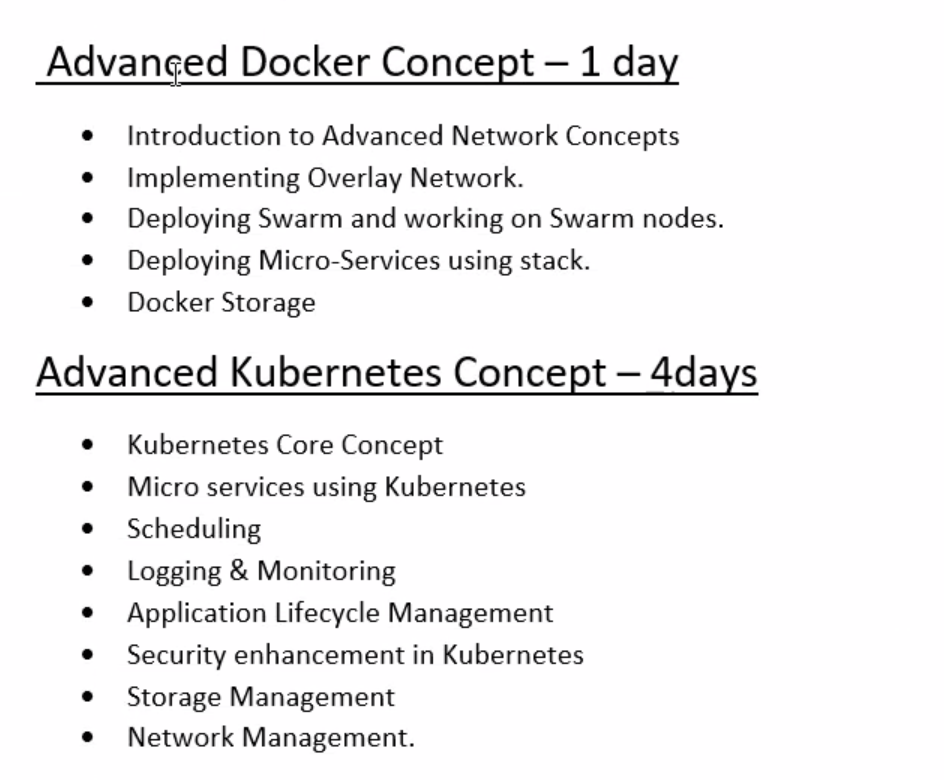 Advanced Docker Concept – 1 day
• Introduction to Advanced Network Concepts
• Implementing Overlay Network.
• Deploying Swarm and working on Swarm nodes.
• Deploying Micro-Services using stack.
• Docker Storage
Advanced Kubernetes Concept – 4days
• Kubernetes Core Concept
• Micro services using Kubernetes
• Scheduling
• Logging & Monitoring
• Application Lifecycle Management
• Security enhancement in Kubernetes
• Storage Management
• Network Management.